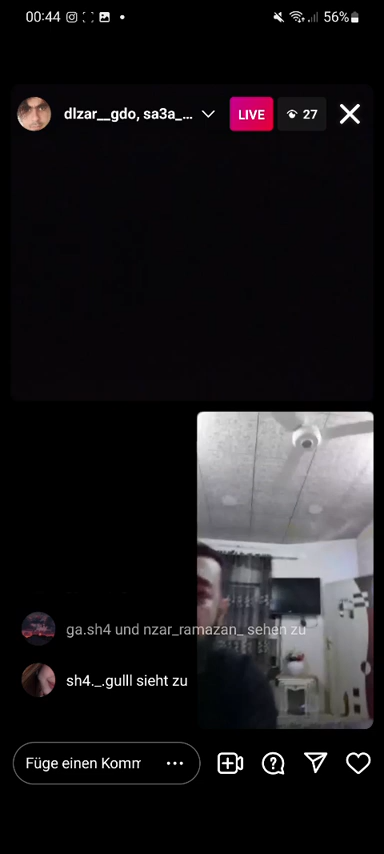 00:44
56%
dlzar__gdo, sa3a_...
LIVE
27
ga.sh4 und nzar_ramazan_ sehen zu
sh4._.gulll sieht zu
Füge einen Komm